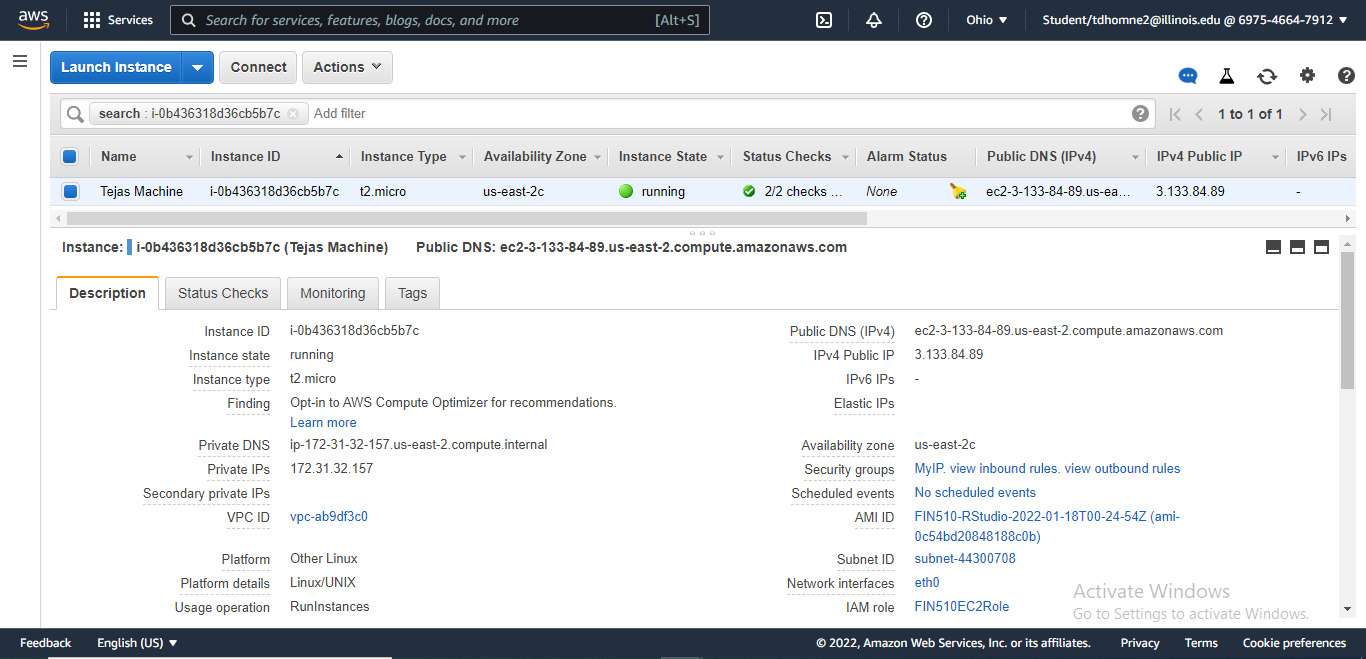 aws Services Search for services, features, blogs, docs, and more [Alt+S] Ohio Student/tdhomne2@illinois.edu @ 6975-4664-7912
Launch Instance Connect Actions
search : i-0b436318d36cb5b7c Add filter 1 to 1 of 1
Name Instance ID Instance Type Availability Zone Instance State Status Checks Alarm Status Public DNS (IPv4) IPv4 Public IP IPv6 IPs
Tejas Machine i-0b436318d36cb5b7c t2.micro us-east-2c running 2/2 checks ... None ec2-3-133-84-89.us-ea... 3.133.84.89 -
Instance: i-0b436318d36cb5b7c (Tejas Machine) Public DNS: ec2-3-133-84-89.us-east-2.compute.amazonaws.com
Description Status Checks Monitoring Tags
Instance ID i-0b436318d36cb5b7c Public DNS (IPv4) ec2-3-133-84-89.us-east-2.compute.amazonaws.com
Instance state running IPv4 Public IP 3.133.84.89
Instance type t2.micro IPv6 IPs -
Finding Opt-in to AWS Compute Optimizer for recommendations. Elastic IPs
Learn more
Private DNS ip-172-31-32-157.us-east-2.compute.internal Availability zone us-east-2c
Private IPs 172.31.32.157 Security groups MyIP. view inbound rules. view outbound rules
Secondary private IPs Scheduled events No scheduled events
VPC ID vpc-ab9df3c0 AMI ID FIN510-RStudio-2022-01-18T00-24-54Z (ami-
0c54bd20848188c0b)
Platform Other Linux Subnet ID subnet-44300708
Platform details Linux/UNIX Network interfaces eth0
Usage operation RunInstances IAM role FIN510EC2Role
Activate Windows
Go to Settings to activate Windows.
Feedback English (US) © 2022, Amazon Web Services, Inc. or its affiliates. Privacy Terms Cookie preferences